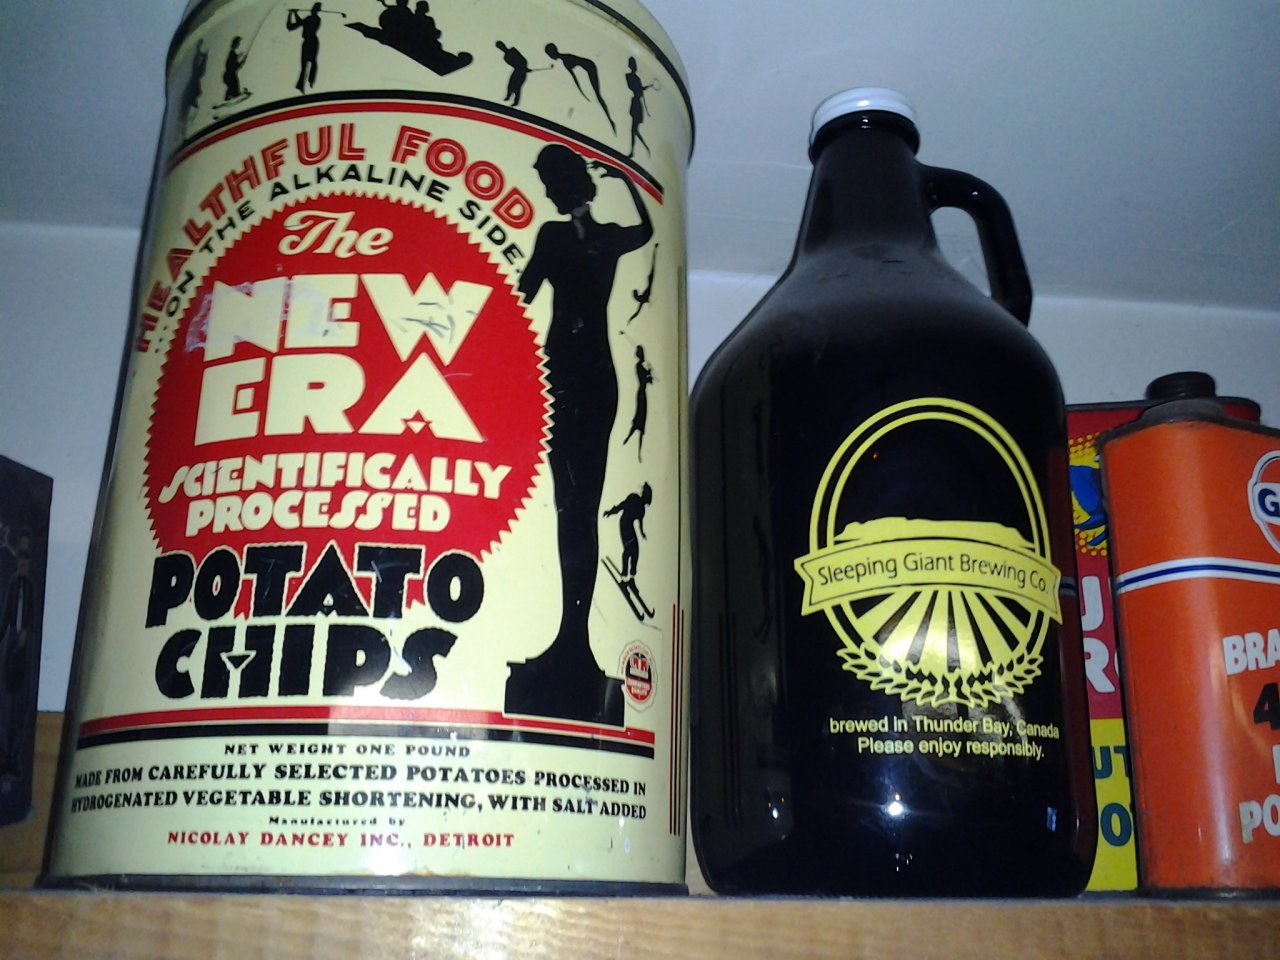 HEALTHFUL FOOD
...ON THE ALKALINE SIDE...
The
NEW
ERA
SCIENTIFICALLY
PROCESSED
POTATO
CHIPS
NET WEIGHT ONE POUND
MADE FROM CAREFULLY SELECTED POTATOES PROCESSED IN
HYDROGENATED VEGETABLE SHORTENING, WITH SALT ADDED
Manufactured by
NICOLAY DANCEY INC., DETROIT
Sleeping Giant Brewing Co.
brewed in Thunder Bay, Canada
Please enjoy responsibly.